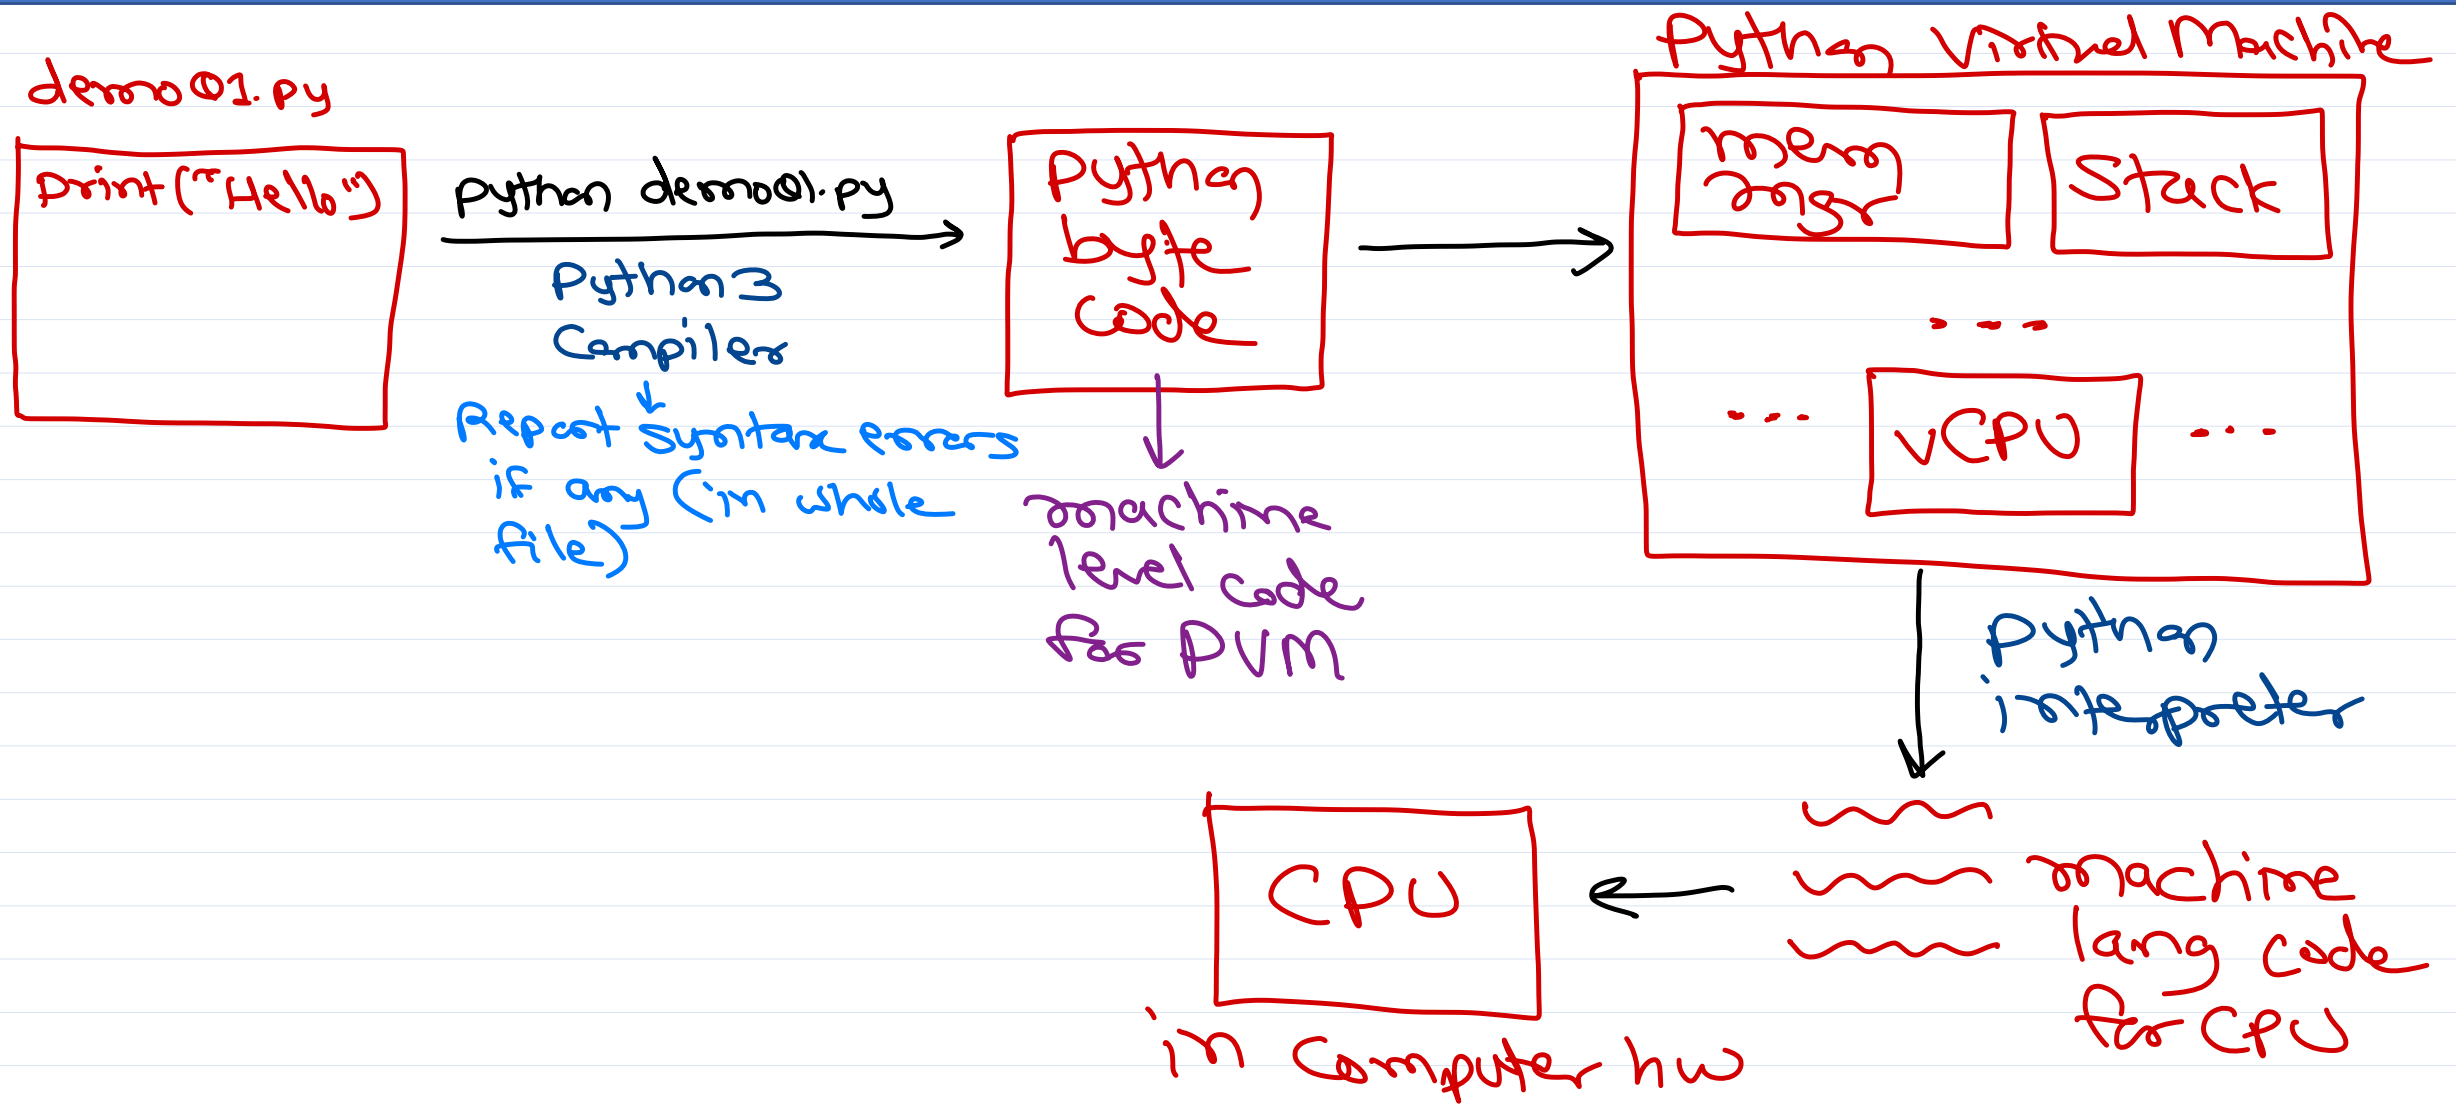 demo01.py
print("Hello")
python demo01.py
Python3
Compiler
Report syntax errors
if any (in whole
file)
Python
byte
code
machine
level code
for PVM
Python Virtual Machine
mem
mgr
Stack
...
...
vCPU
...
python
interpreter
machine
lang code
for CPU
CPU
in Computer hw